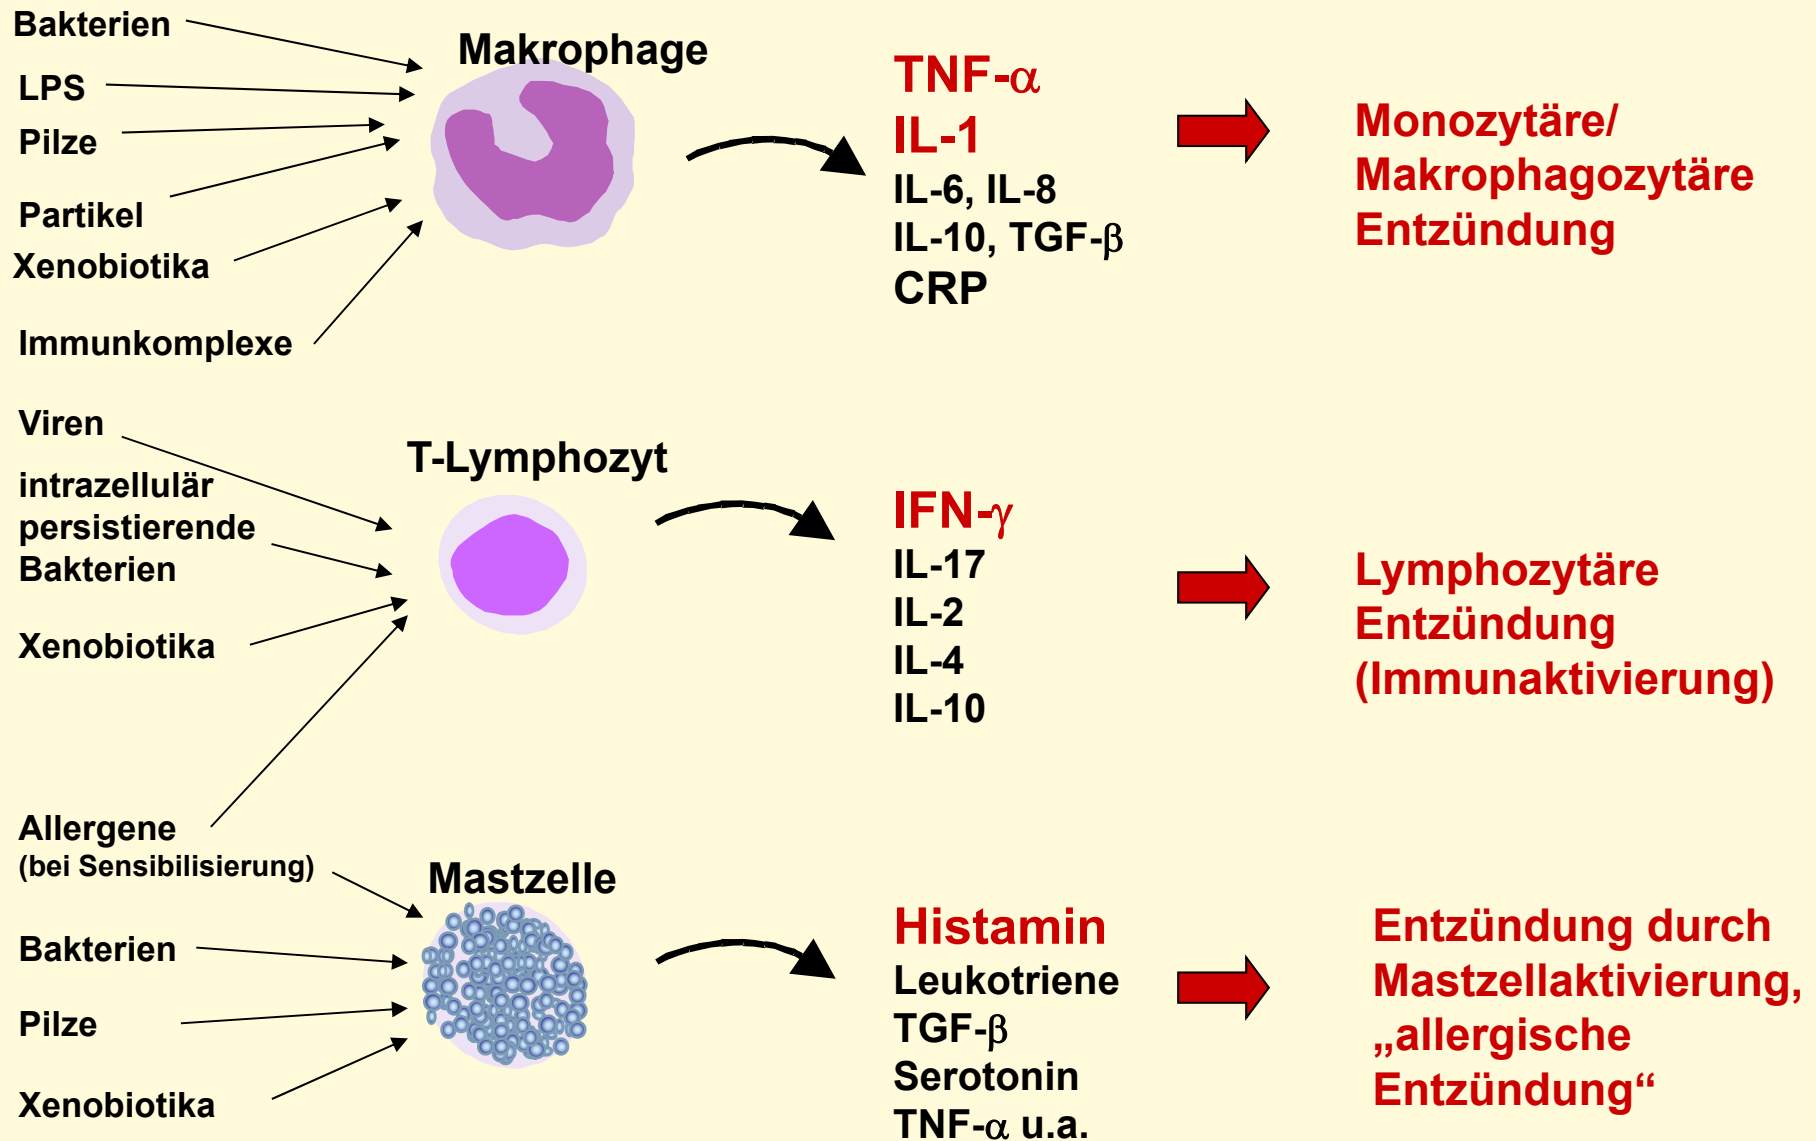 Bakterien
LPS
Pilze
Partikel
Xenobiotika
Immunkomplexe
Makrophage
TNF-α
IL-1
IL-6, IL-8
IL-10, TGF-β
CRP
Monozytäre/
Makrophagozytäre
Entzündung
Viren
intrazellulär
persistierende
Bakterien
Xenobiotika
T-Lymphozyt
IFN-γ
IL-17
IL-2
IL-4
IL-10
Lymphozytäre
Entzündung
(Immunaktivierung)
Allergene
(bei Sensibilisierung)
Bakterien
Pilze
Xenobiotika
Mastzelle
Histamin
Leukotriene
TGF-β
Serotonin
TNF-α u.a.
Entzündung durch
Mastzellaktivierung,
„allergische
Entzündung“